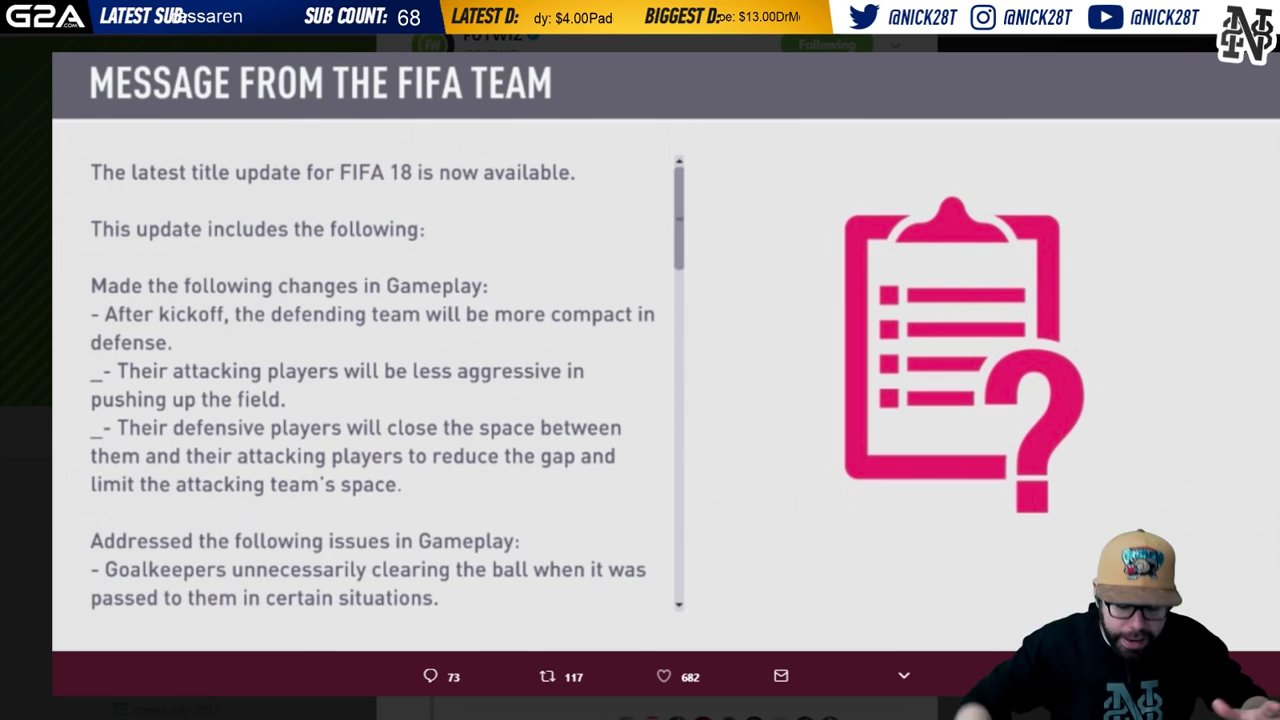 G2A
.COM
LATEST SUB:
assaren
SUB COUNT: 68
LATEST D:
dy: $4.00Pad
BIGGEST D:
pe: $13.00DrM
@NICK28T
@NICK28T
@NICK28T
FW
FUTWIZ
Following
MESSAGE FROM THE FIFA TEAM
The latest title update for FIFA 18 is now available.
This update includes the following:
Made the following changes in Gameplay:
- After kickoff, the defending team will be more compact in
defense.
_- Their attacking players will be less aggressive in
pushing up the field.
_- Their defensive players will close the space between
them and their attacking players to reduce the gap and
limit the attacking team's space.
Addressed the following issues in Gameplay:
- Goalkeepers unnecessarily clearing the ball when it was
passed to them in certain situations.
?
73
117
682